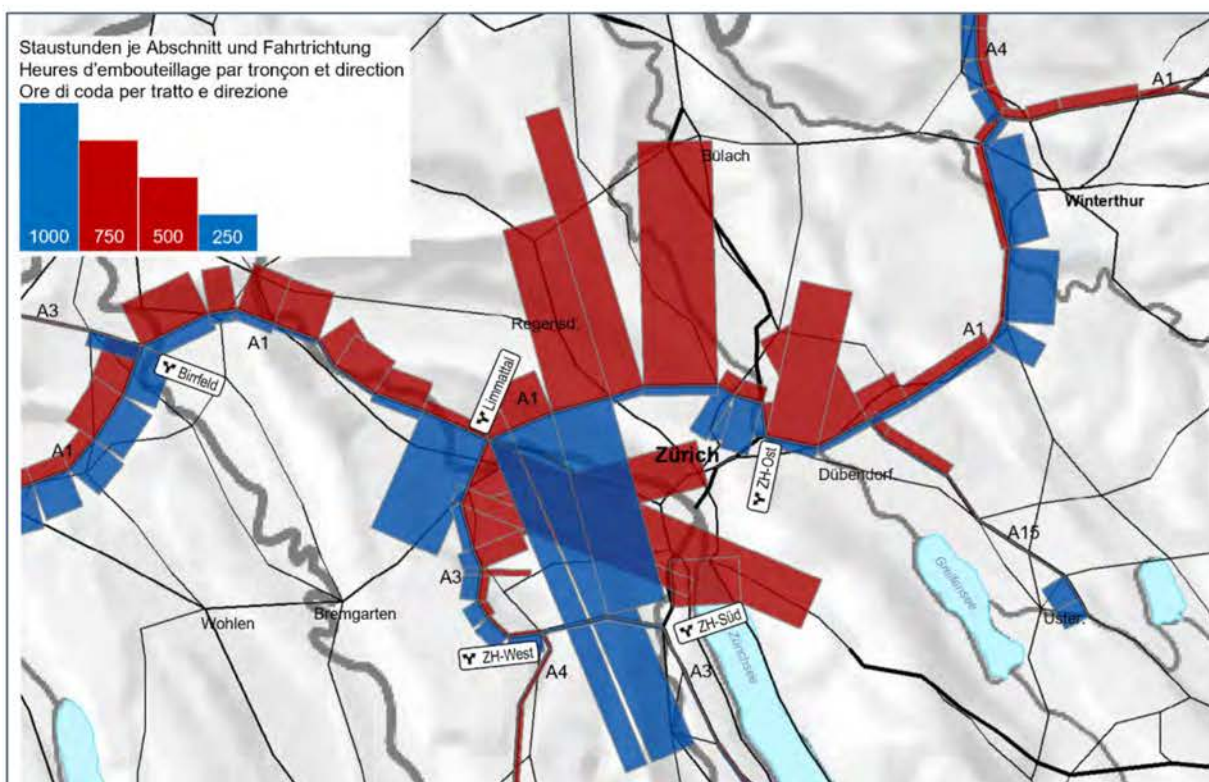 Staustunden je Abschnitt und Fahrtrichtung
Heures d'embouteillage par tronçon et direction
Ore di coda per tratto e direzione
1000 750 500 250
A4
A1
Bülach
Winterthur
A3
Regensd.
A1
A1
Birrfeld
Limmattal
A1
A1
Zürich
ZH-Ost
Dübendorf
A15
Greifensee
A3
Wohlen
Bremgarten
ZH-Süd
Uster
ZH-West
A4
A3
Zürichsee